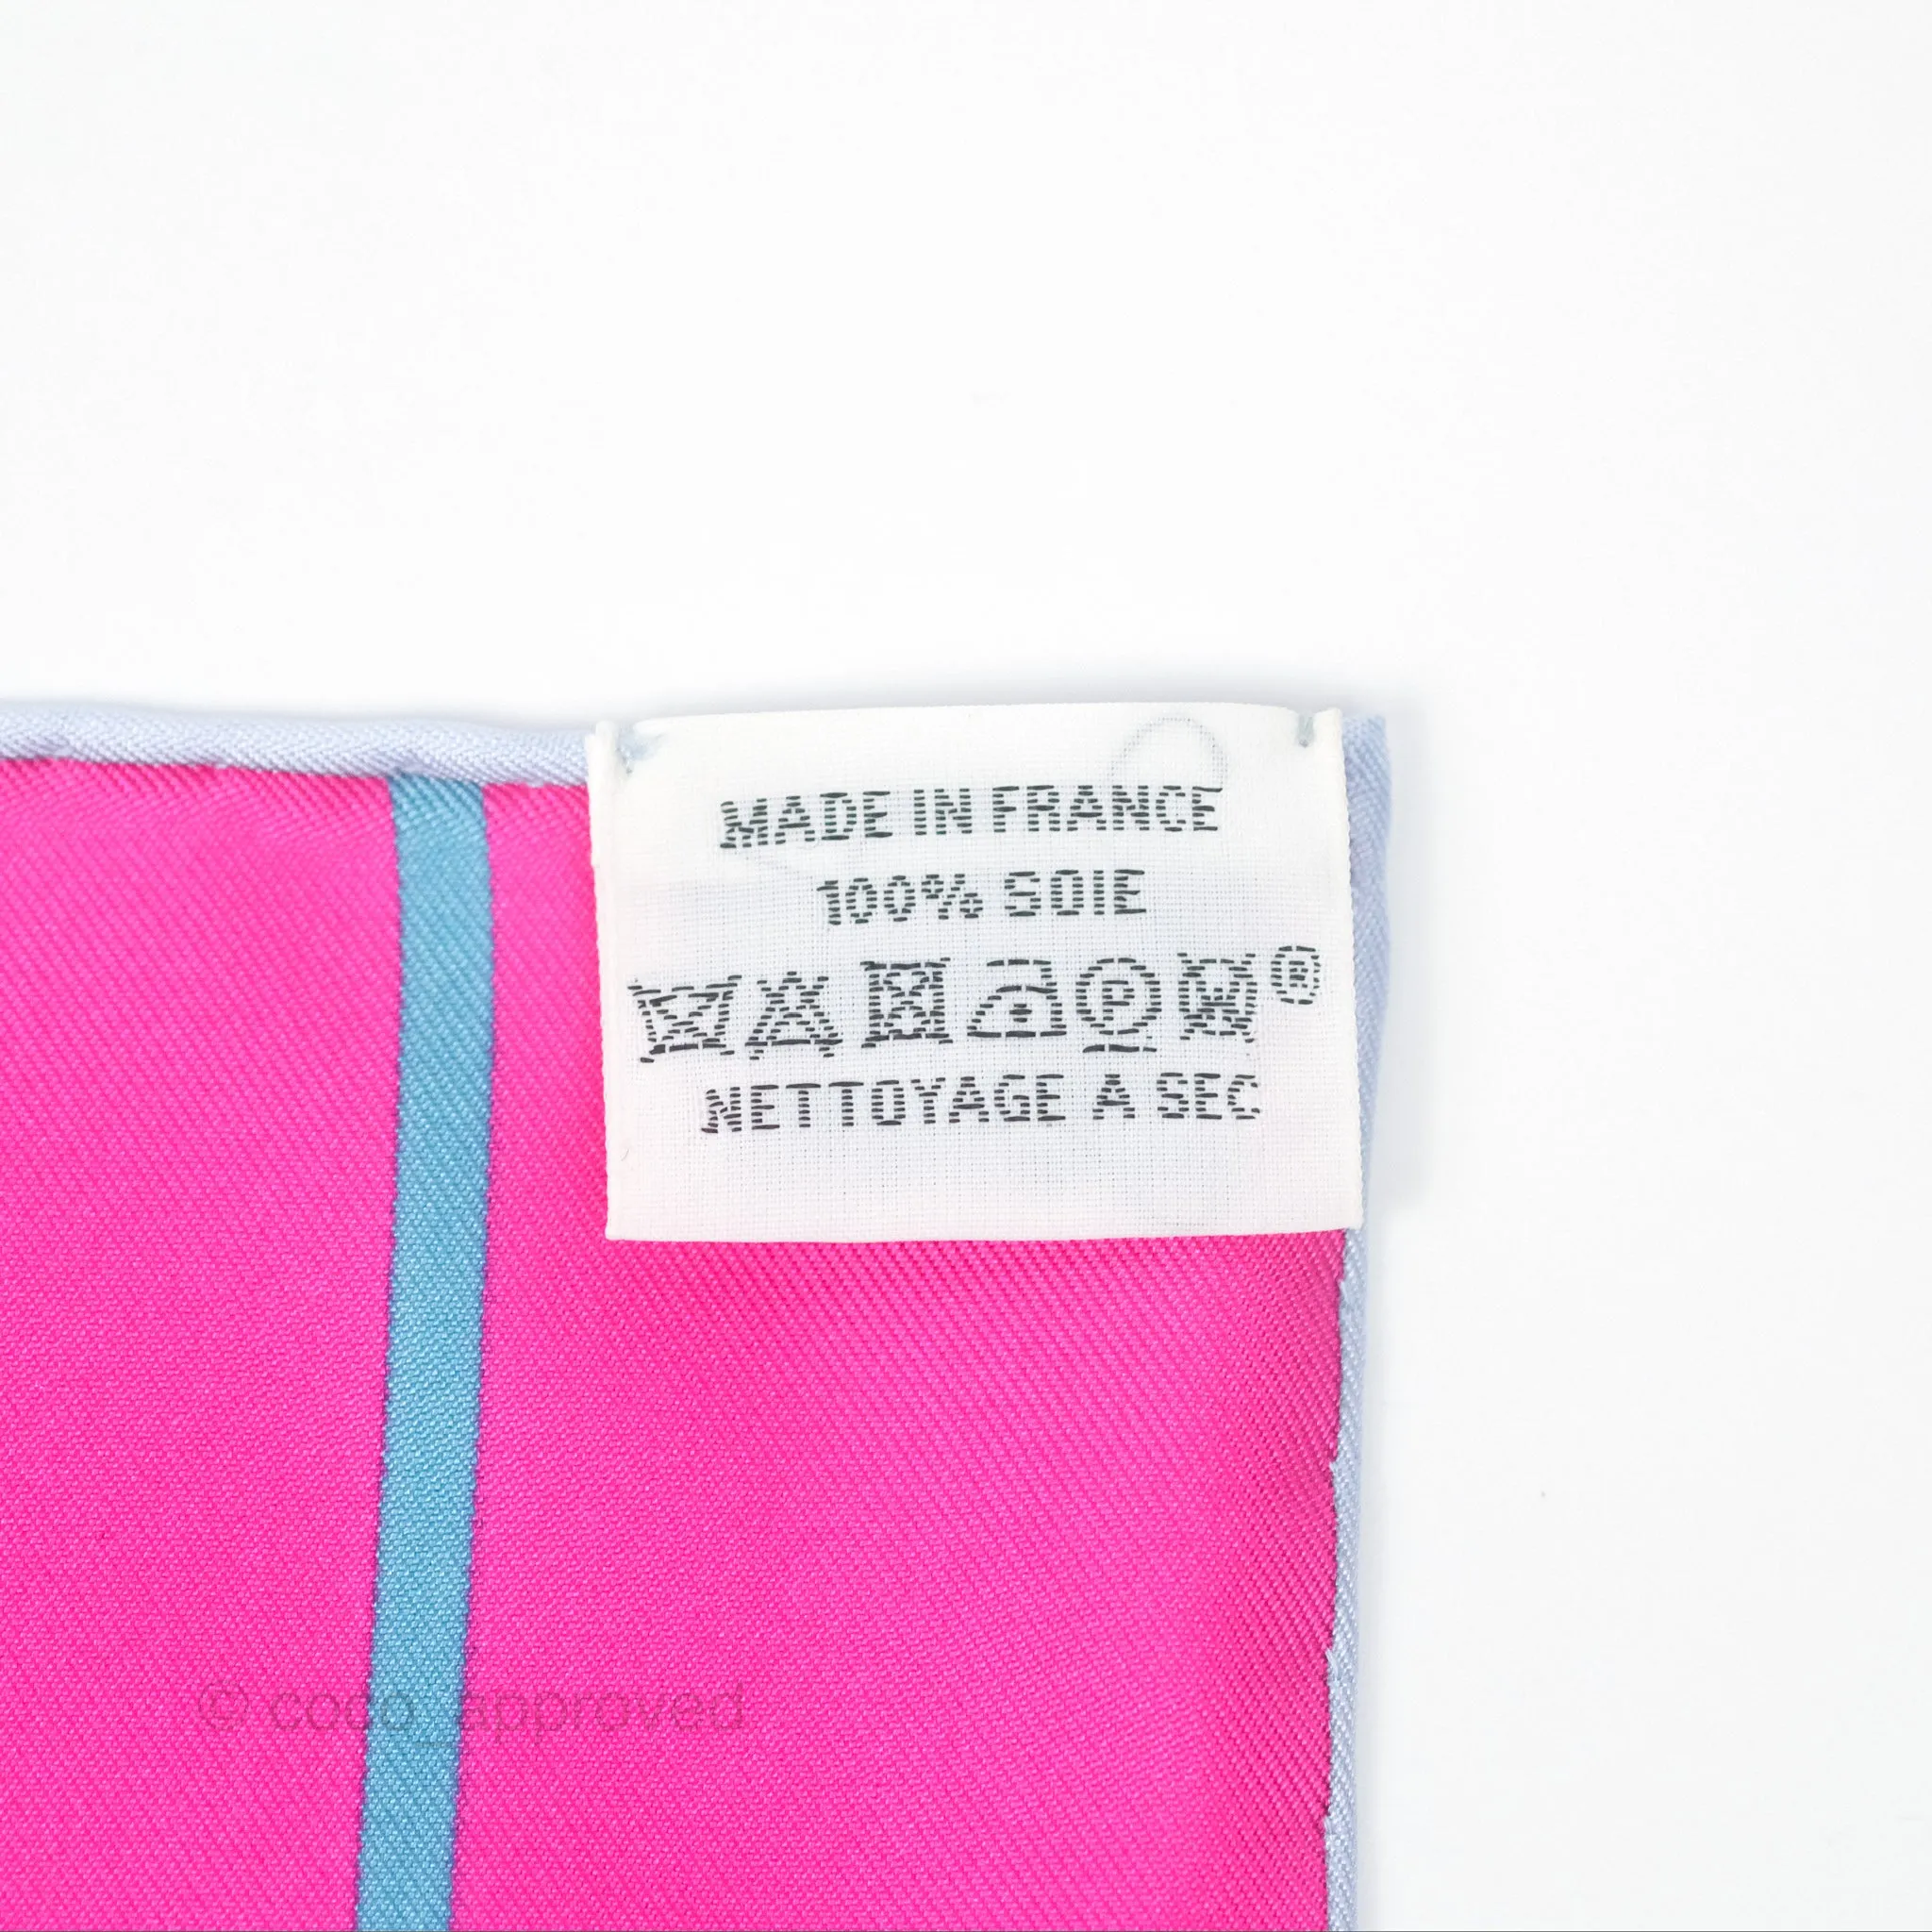 MADE IN FRANCE
100% SOIE
P W ®
NETTOYAGE A SEC
© coco_approved